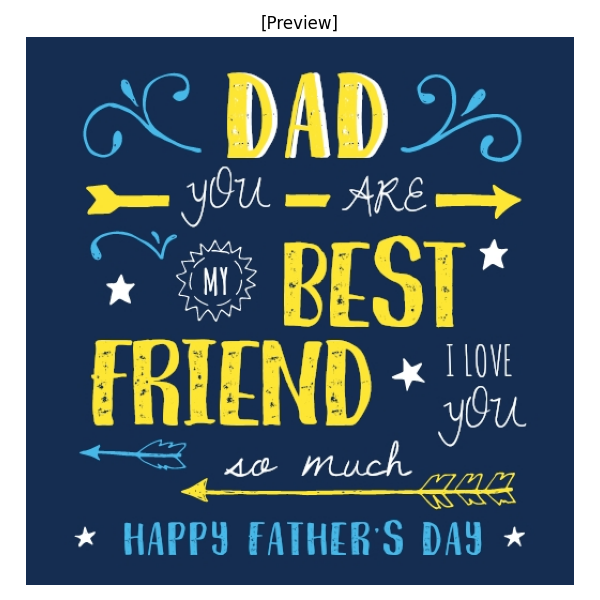 [Preview]
DAD
you ARE
MY BEST
FRIEND I LOVE
you
so much
HAPPY FATHER'S DAY